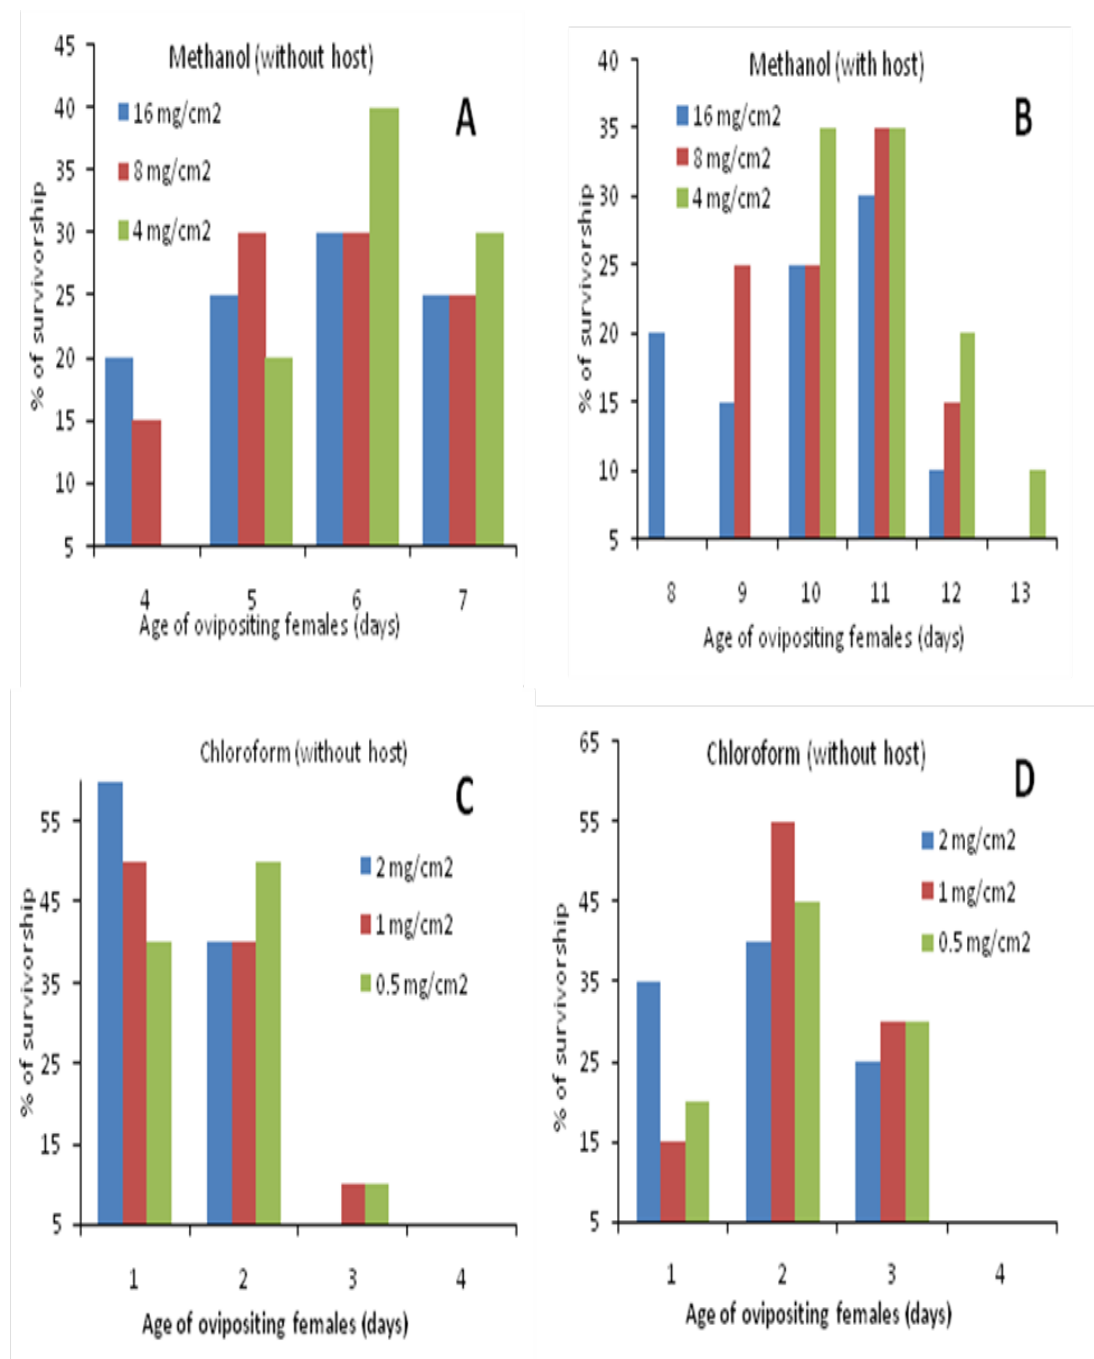 Methanol (without host)
A
16 mg/cm2
8 mg/cm2
4 mg/cm2
% of survivorship
45
40
35
30
25
20
15
10
5
4 5 6 7
Age of ovipositing females (days)
Methanol (with host)
B
16 mg/cm2
8 mg/cm2
4 mg/cm2
% of survivorship
40
35
30
25
20
15
10
5
8 9 10 11 12 13
Age of ovipositing females (days)
Chloroform (without host)
C
2 mg/cm2
1 mg/cm2
0.5 mg/cm2
% of survivorship
55
45
35
25
15
5
1 2 3 4
Age of ovipositing females (days)
Chloroform (without host)
D
2 mg/cm2
1 mg/cm2
0.5 mg/cm2
% of survivorship
65
55
45
35
25
15
5
1 2 3 4
Age of ovipositing females (days)